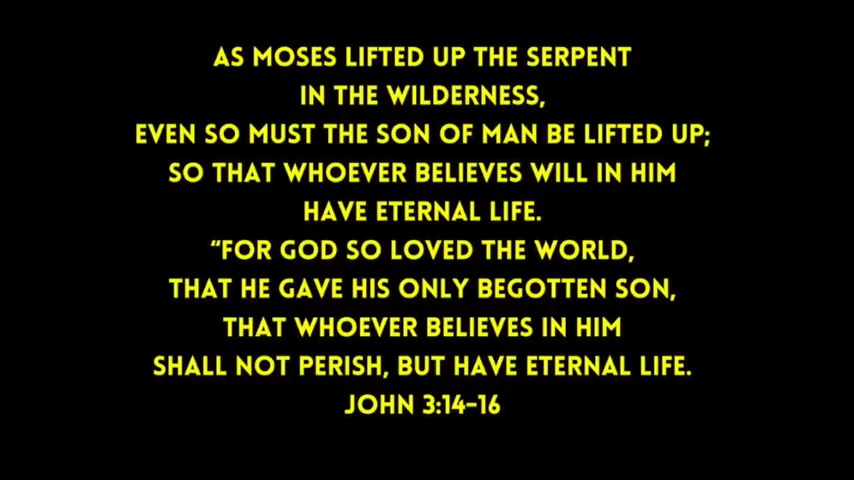 AS MOSES LIFTED UP THE SERPENT
IN THE WILDERNESS,
EVEN SO MUST THE SON OF MAN BE LIFTED UP;
SO THAT WHOEVER BELIEVES WILL IN HIM
HAVE ETERNAL LIFE.
“FOR GOD SO LOVED THE WORLD,
THAT HE GAVE HIS ONLY BEGOTTEN SON,
THAT WHOEVER BELIEVES IN HIM
SHALL NOT PERISH, BUT HAVE ETERNAL LIFE.
JOHN 3:14-16